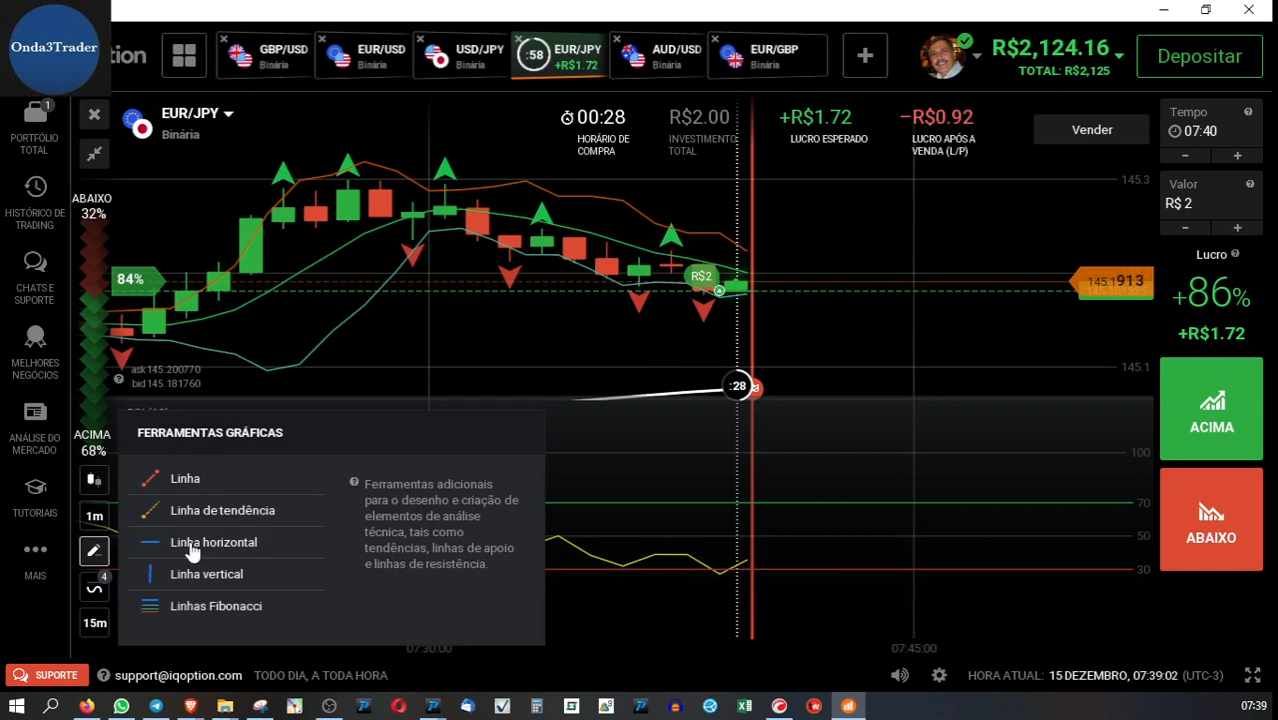 Onda3Trader
tion
GBP/USD
Binária
EUR/USD
Binária
USD/JPY
Binária
:58
EUR/JPY
+R$1.72
AUD/USD
Binária
EUR/GBP
Binária
R$2,124.16
TOTAL: R$2,125
Depositar
1
PORTFÓLIO
TOTAL
HISTÓRICO DE
TRADING
CHATS E
SUPORTE
MELHORES
NEGÓCIOS
ANÁLISE DO
MERCADO
TUTORIAIS
MAIS
EUR/JPY
Binária
00:28
HORÁRIO DE
COMPRA
R$2.00
INVESTIMENTO
TOTAL
+R$1.72
LUCRO ESPERADO
−R$0.92
LUCRO APÓS A
VENDA (L/P)
Vender
Tempo
07:40
Valor
R$ 2
Lucro
+86%
+R$1.33
ACIMA
ABAIXO
ABAIXO
32%
84%
ACIMA
68%
1m
4
15m
145.3
R$2
145.1913
145.1
ask 145.200770
bid 145.181760
:28
FERRAMENTAS GRÁFICAS
Linha
Linha de tendência
Linha horizontal
Linha vertical
Linhas Fibonacci
Ferramentas adicionais
para o desenho e criação de
elementos de análise
técnica, tais como
tendências, linhas de apoio
e linhas de resistência.
100
70
50
30
07:30:00
07:45:00
SUPORTE
support@iqoption.com
TODO DIA, A TODA HORA
HORA ATUAL: 15 DEZEMBRO, 07:39:02 (UTC-3)
07:39